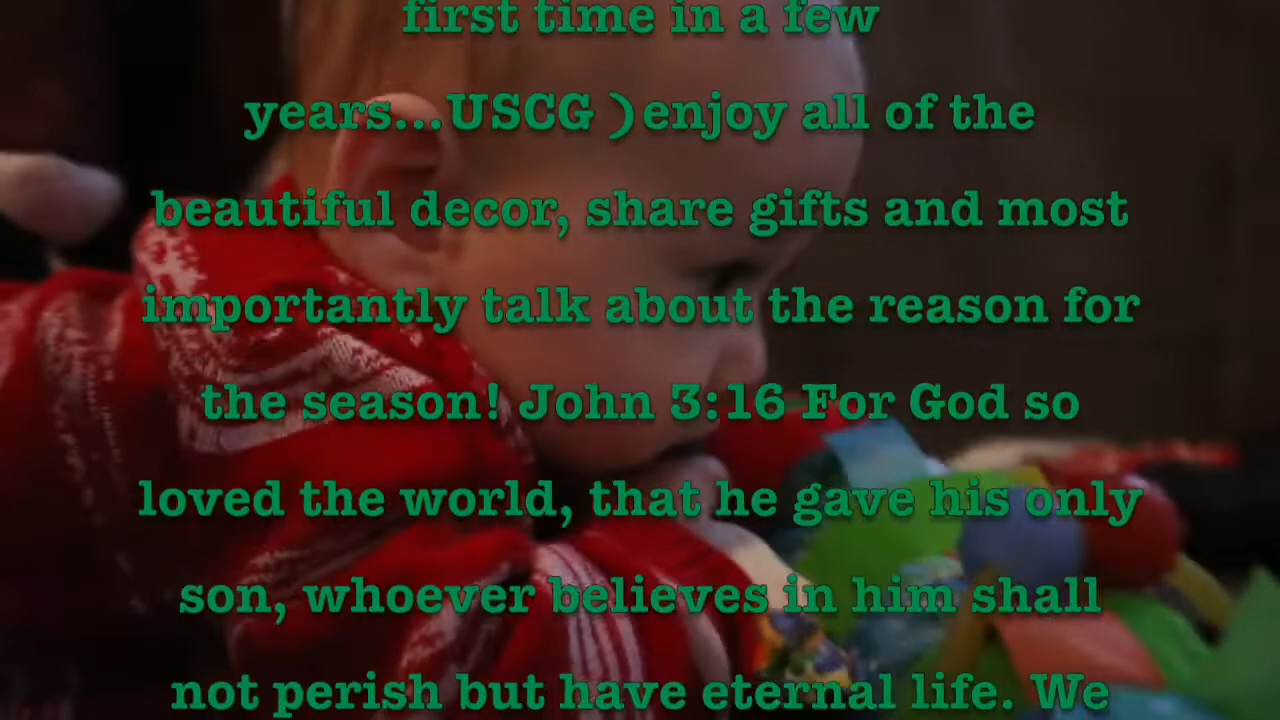 first time in a few
years...USCG )enjoy all of the
beautiful decor, share gifts and most
importantly talk about the reason for
the season! John 3:16 For God so
loved the world, that he gave his only
son, whoever believes in him shall
not perish but have eternal life. We